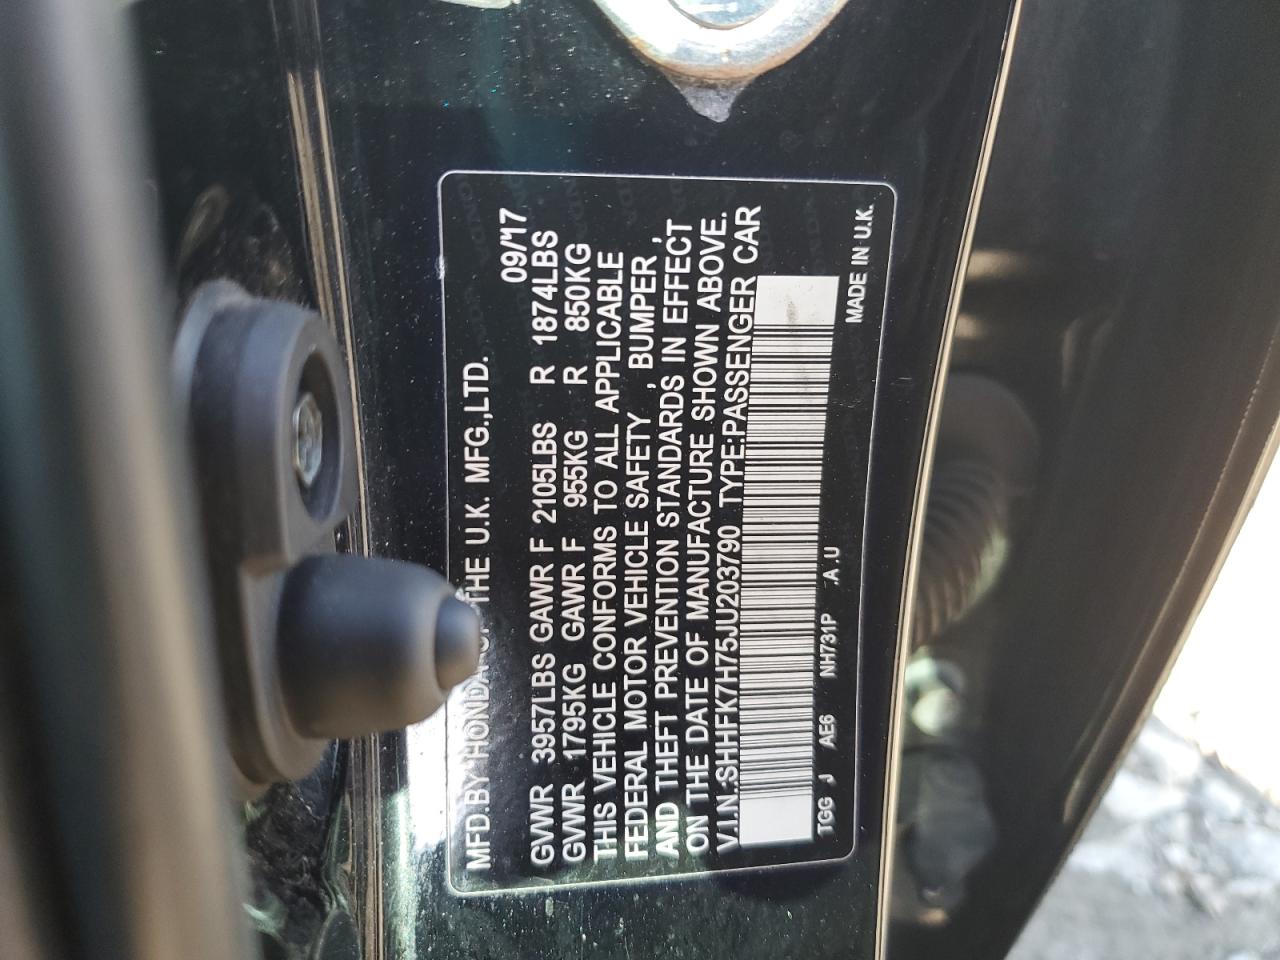 MFD. BY HONDA OF THE U.K. MFG.,LTD. 09/17
GVWR 3957LBS GAWR F 2105LBS R 1874LBS
GVWR 1795KG GAWR F 955KG R 850KG
THIS VEHICLE CONFORMS TO ALL APPLICABLE
FEDERAL MOTOR VEHICLE SAFETY , BUMPER ,
AND THEFT PREVENTION STANDARDS IN EFFECT
ON THE DATE OF MANUFACTURE SHOWN ABOVE.
V.I.N.:SHHFK7H75JU203790 TYPE:PASSENGER CAR
TGG J AE6 NH731P .A.U MADE IN U.K.